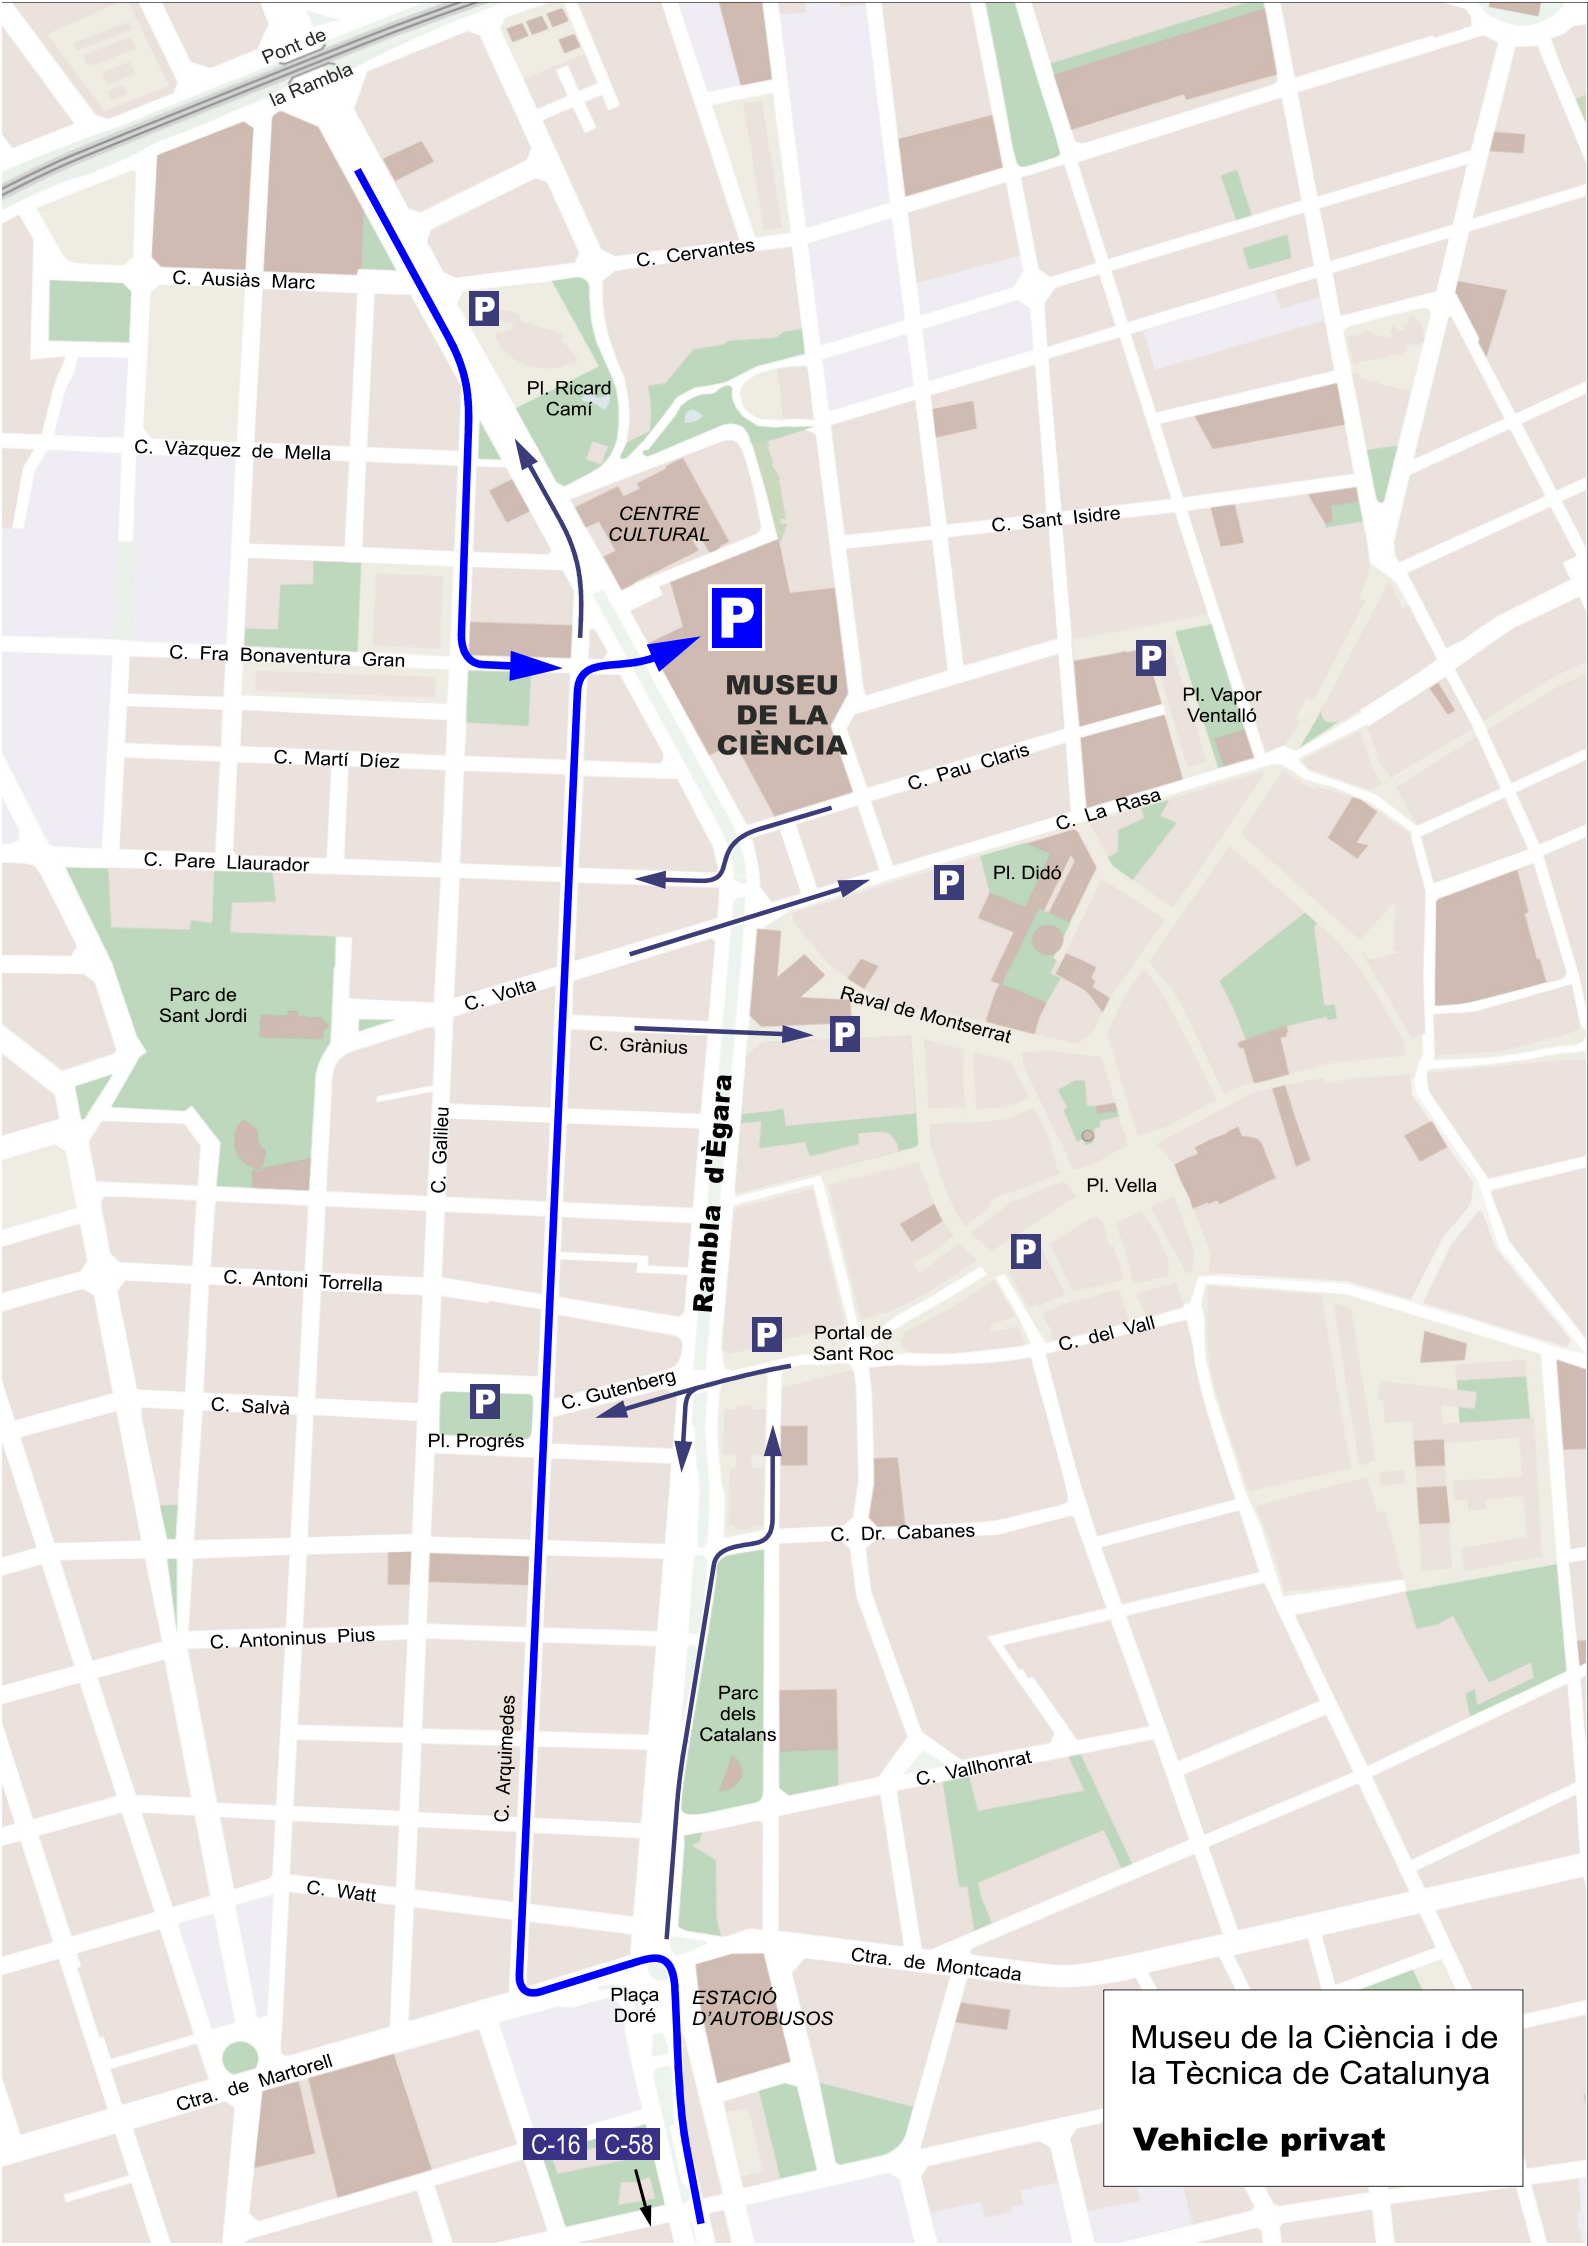 Pont de
la Rambla
C. Cervantes
C. Ausiàs Marc
P
Pl. Ricard
Camí
C. Vàzquez de Mella
CENTRE
CULTURAL
C. Sant Isidre
P
C. Fra Bonaventura Gran
P
MUSEU
DE LA
CIÈNCIA
Pl. Vapor
Ventalló
C. Martí Díez
C. Pau Claris
C. La Rasa
C. Pare Llaurador
P
Pl. Didó
Parc de
Sant Jordi
C. Volta
Raval de Montserrat
C. Grànius
P
Rambla d'Ègara
C. Galileu
Pl. Vella
P
C. Antoni Torrella
P
Portal de
Sant Roc
C. del Vall
C. Gutenberg
C. Salvà
P
Pl. Progrés
C. Dr. Cabanes
C. Antoninus Pius
Parc
dels
Catalans
C. Arquimedes
C. Vallhonrat
C. Watt
Ctra. de Montcada
Plaça
Doré
ESTACIÓ
D'AUTOBUSOS
Ctra. de Martorell
C-16 C-58
Museu de la Ciència i de
la Tècnica de Catalunya
Vehicle privat